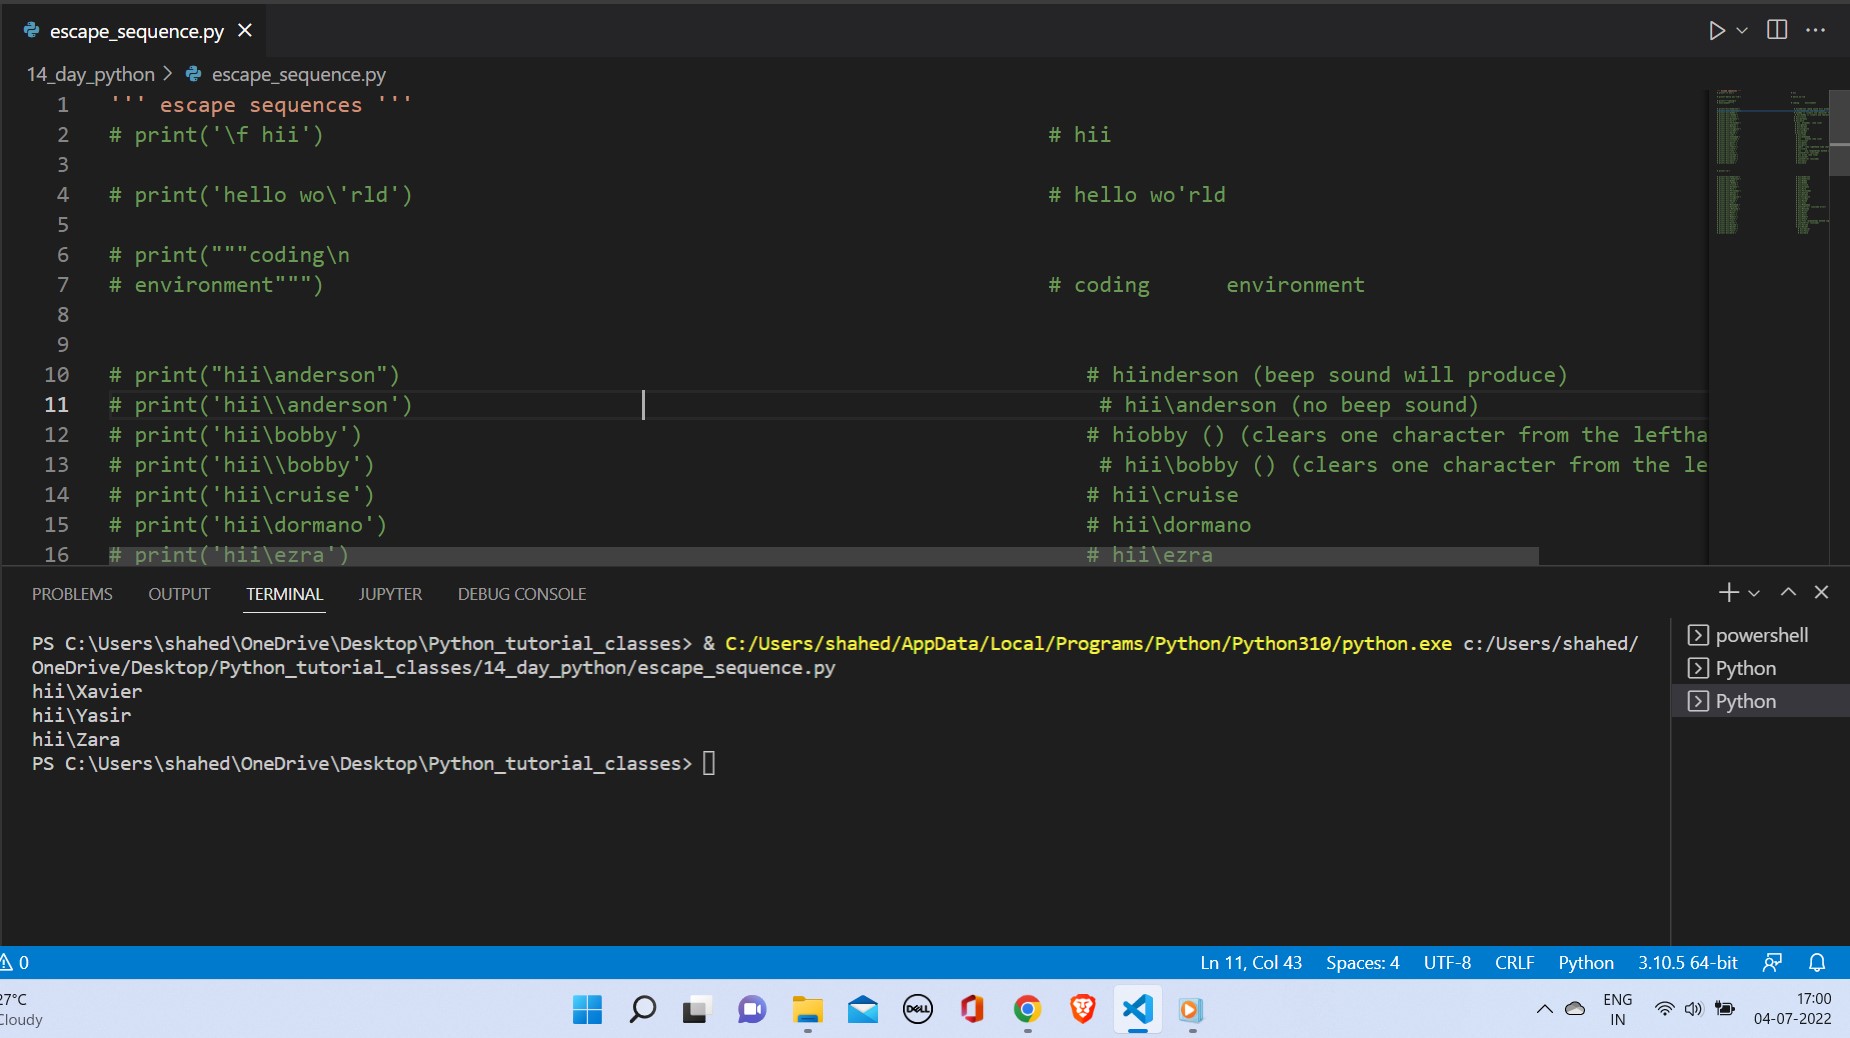 escape_sequence.py
14_day_python > escape_sequence.py
1 ''' escape sequences '''
2 # print('\f hii') # hii
3
4 # print('hello wo\'rld') # hello wo'rld
5
6 # print("""coding\n
7 # environment""") # coding environment
8
9
10 # print("hii\anderson") # hiinderson (beep sound will produce)
11 # print('hii\\anderson') # hii\anderson (no beep sound)
12 # print('hii\bobby') # hiobby () (clears one character from the leftha
13 # print('hii\\bobby') # hii\bobby () (clears one character from the le
14 # print('hii\cruise') # hii\cruise
15 # print('hii\dormano') # hii\dormano
16 # print('hii\ezra') # hii\ezra
PROBLEMS OUTPUT TERMINAL JUPYTER DEBUG CONSOLE
PS C:\Users\shahed\OneDrive\Desktop\Python_tutorial_classes> & C:/Users/shahed/AppData/Local/Programs/Python/Python310/python.exe c:/Users/shahed/
OneDrive/Desktop/Python_tutorial_classes/14_day_python/escape_sequence.py
hii\Xavier
hii\Yasir
hii\Zara
PS C:\Users\shahed\OneDrive\Desktop\Python_tutorial_classes>
powershell
Python
Python
0 Ln 11, Col 43 Spaces: 4 UTF-8 CRLF Python 3.10.5 64-bit
27°C
Cloudy
DELL
ENG
IN
17:00
04-07-2022